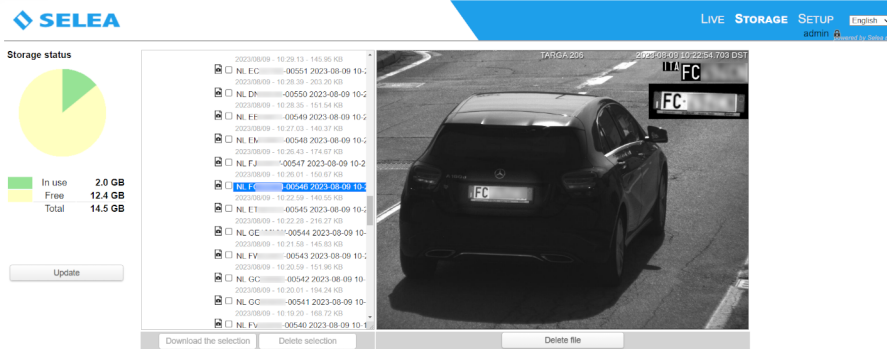 SELEA
LIVE STORAGE SETUP English
admin
powered by Selea
Storage status
In use 2.0 GB
Free 12.4 GB
Total 14.5 GB
Update
2023/08/09 - 10:29:13 - 145.95 KB
NL EC -00551 2023-08-09 10-2
2023/08/09 - 10:28:39 - 203.20 KB
NL DN -00550 2023-08-09 10-2
2023/08/09 - 10:28:35 - 151.54 KB
NL EE -00549 2023-08-09 10-2
2023/08/09 - 10:27:03 - 140.37 KB
NL EM -00548 2023-08-09 10-2
2023/08/09 - 10:26:43 - 174.67 KB
NL FJ -00547 2023-08-09 10-2
2023/08/09 - 10:26:01 - 150.67 KB
NL FC -00546 2023-08-09 10-2
2023/08/09 - 10:22:59 - 140.55 KB
NL ET -00545 2023-08-09 10-2
2023/08/09 - 10:22:28 - 216.27 KB
NL GE -00544 2023-08-09 10-
2023/08/09 - 10:21:58 - 145.83 KB
NL FV -00543 2023-08-09 10-2
2023/08/09 - 10:20:59 - 151.96 KB
NL GC -00542 2023-08-09 10-
2023/08/09 - 10:20:01 - 194.24 KB
NL GG -00541 2023-08-09 10-
2023/08/09 - 10:19:20 - 168.72 KB
NL FV -00540 2023-08-09 10-1
Download the selection
Delete selection
TARGA 206 2023-08-09 10:22:54.703 DST
ITA FC
FC
FC
Delete file